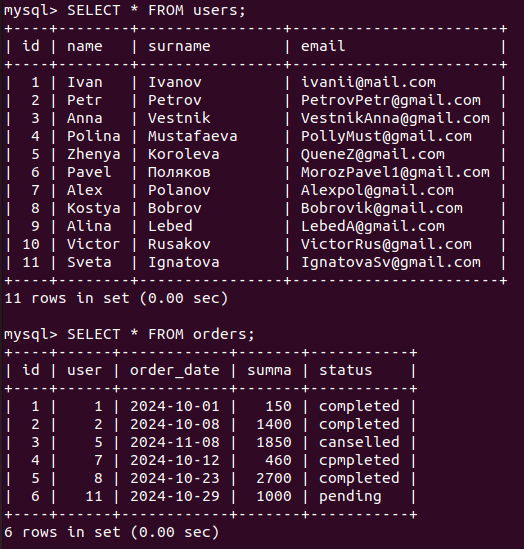 mysql> SELECT * FROM users;
+----+--------+-----------+-------------------------+
| id | name   | surname       | email                 |
+----+--------+---------------+-----------------------+
|  1 | Ivan   | Ivanov        | ivanii@mail.com       |
|  2 | Petr   | Petrov        | PetrovPetr@gmail.com  |
|  3 | Anna   | Vestnik       | VestnikAnna@gmail.com |
|  4 | Polina | Mustafaeva    | PollyMust@gmail.com   |
|  5 | Zhenya | Koroleva      | QueneZ@gmail.com      |
|  6 | Pavel  | Поляков       | MorozPavel1@gmail.com |
|  7 | Alex   | Polanov       | Alexpol@gmail.com     |
|  8 | Kostya | Bobrov        | Bobrovik@gmail.com    |
|  9 | Alina  | Lebed         | LebedA@gmail.com      |
| 10 | Victor | Rusakov       | VictorRus@gmail.com   |
| 11 | Sveta  | Ignatova      | IgnatovaSv@gmail.com  |
+----+--------+---------------+-----------------------+
11 rows in set (0.00 sec)
mysql> SELECT * FROM orders;
+----+------+------------+-------+-----------+
| id | user | order_date | summa | status    |
+----+------+------------+-------+-----------+
|  1 |    1 | 2024-10-01 |   150 | completed |
|  2 |    2 | 2024-10-08 |  1400 | completed |
|  3 |    5 | 2024-11-08 |  1850 | canselled |
|  4 |    7 | 2024-10-12 |   460 | cpmpleted |
|  5 |    8 | 2024-10-23 |  2700 | completed |
|  6 |   11 | 2024-10-29 |  1000 | pending   |
+----+------+------------+-------+-----------+
6 rows in set (0.00 sec)